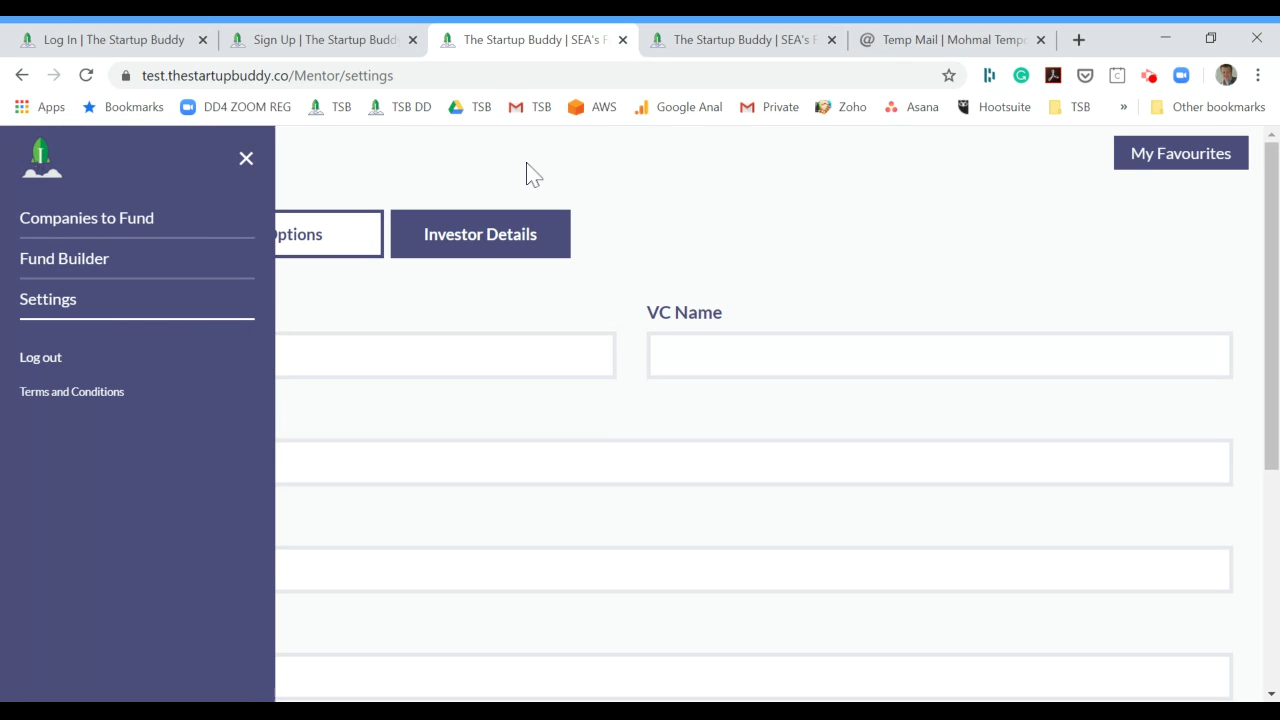 Log In | The Startup Buddy
Sign Up | The Startup Buddy
The Startup Buddy | SEA's F
The Startup Buddy | SEA's F
Temp Mail | Mohmal Tempo
test.thestartupbuddy.co/Mentor/settings
Apps
Bookmarks
DD4 ZOOM REG
TSB
TSB DD
TSB
TSB
AWS
Google Anal
Private
Zoho
Asana
Hootsuite
TSB
»
Other bookmarks
My Favourites
Companies to Fund
Fund Builder
Settings
Log out
Terms and Conditions
Options
Investor Details
VC Name